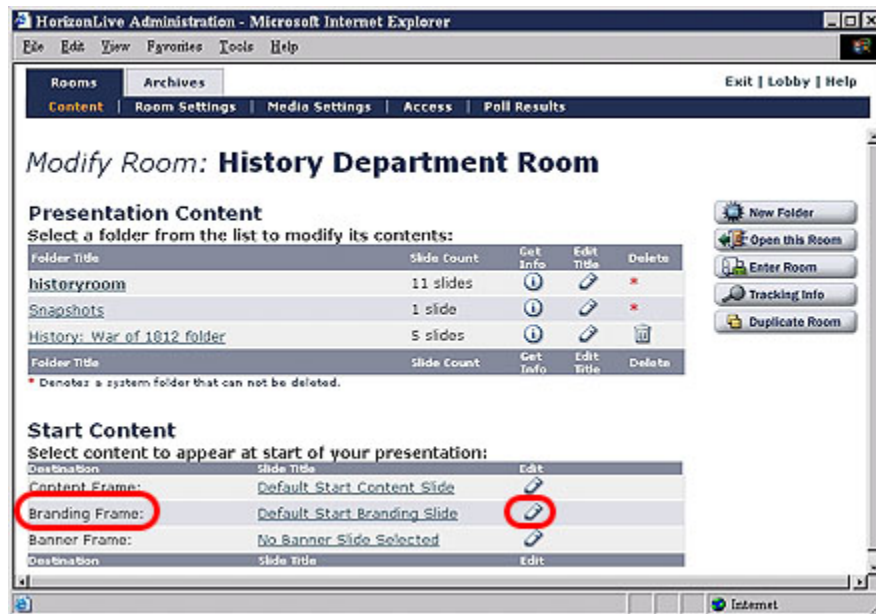 HorizonLive Administration - Microsoft Internet Explorer
File Edit View Favorites Tools Help
Rooms Archives Exit | Lobby | Help
Content | Room Settings | Media Settings | Access | Poll Results
Modify Room: History Department Room
Presentation Content
Select a folder from the list to modify its contents:
Folder Title Slide Count Get Info Edit Title Delete
historyroom 11 slides *
Snapshots 1 slide *
History: War of 1812 folder 5 slides
Folder Title Slide Count Get Info Edit Title Delete
* Denotes a system folder that can not be deleted.
New Folder
Open this Room
Enter Room
Tracking Info
Duplicate Room
Start Content
Select content to appear at start of your presentation:
Destination Slide Title Edit
Content Frame: Default Start Content Slide
Branding Frame: Default Start Branding Slide
Banner Frame: No Banner Slide Selected
Destination Slide Title Edit
Internet